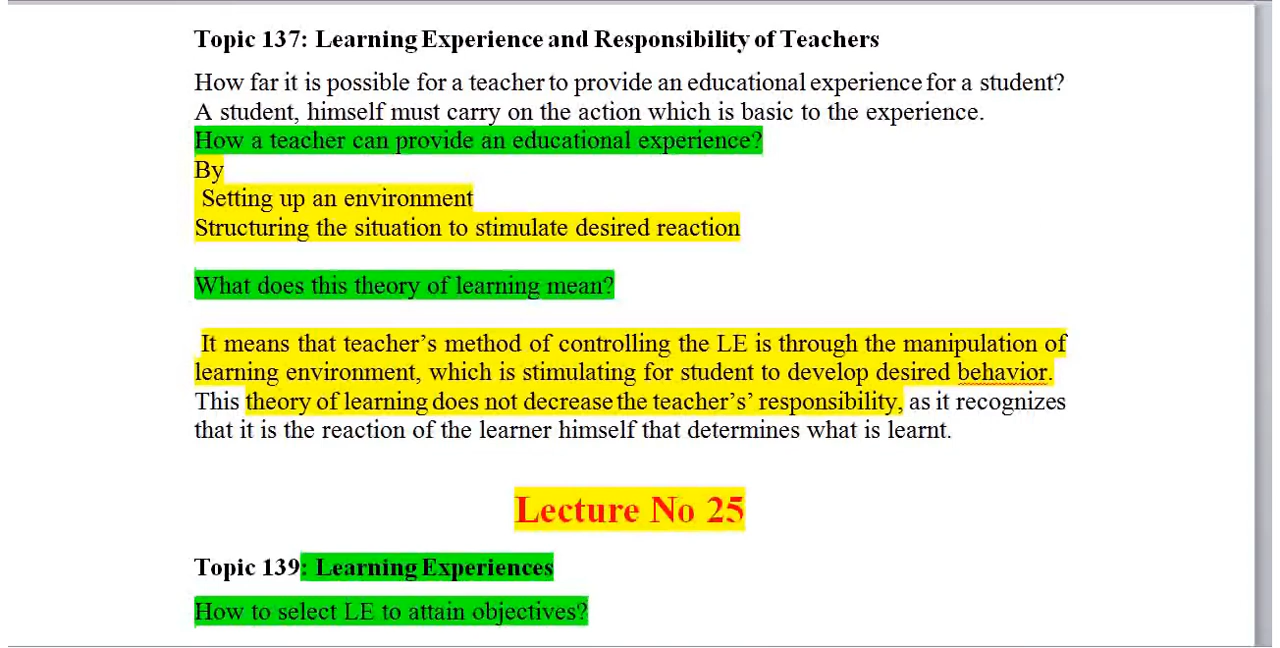 Topic 137: Learning Experience and Responsibility of Teachers
How far it is possible for a teacher to provide an educational experience for a student?
A student, himself must carry on the action which is basic to the experience.
How a teacher can provide an educational experience?
By
Setting up an environment
Structuring the situation to stimulate desired reaction
What does this theory of learning mean?
It means that teacher’s method of controlling the LE is through the manipulation of
learning environment, which is stimulating for student to develop desired behavior.
This theory of learning does not decrease the teacher’s’ responsibility, as it recognizes
that it is the reaction of the learner himself that determines what is learnt.
Lecture No 25
Topic 139: Learning Experiences
How to select LE to attain objectives?